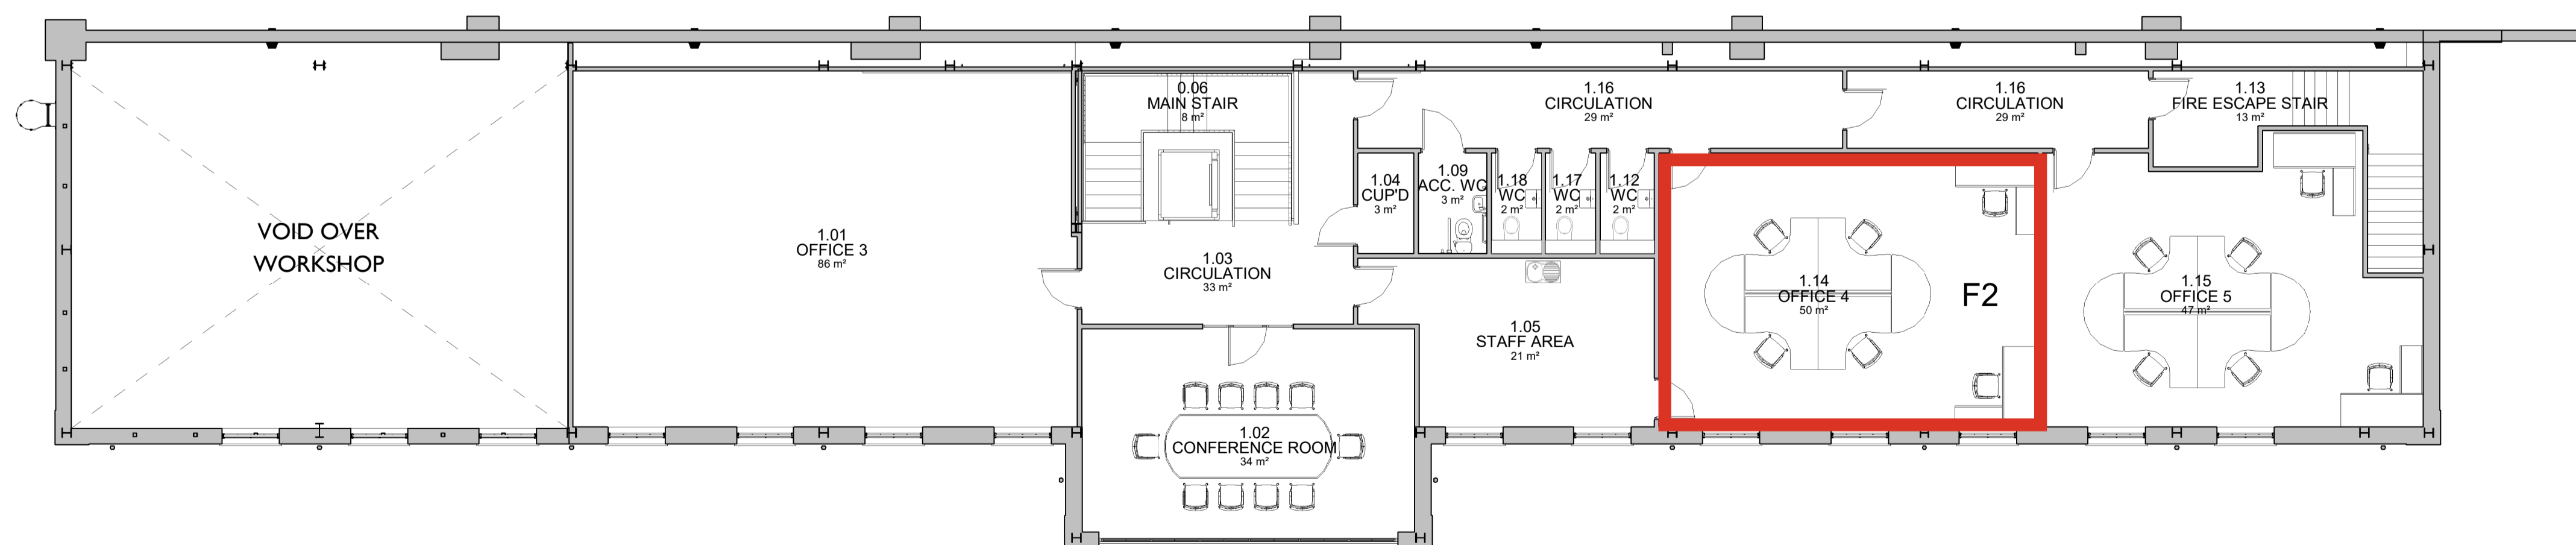 VOID OVER
WORKSHOP
1.01
OFFICE 3
86 m²
0.06
MAIN STAIR
8 m²
1.03
CIRCULATION
33 m²
1.02
CONFERENCE ROOM
34 m²
1.04
CUP'D
3 m²
1.09
ACC. WC
3 m²
1.18
WC
2 m²
1.17
WC
2 m²
1.12
WC
2 m²
1.16
CIRCULATION
29 m²
1.05
STAFF AREA
21 m²
1.14
OFFICE 4
50 m²
F2
1.16
CIRCULATION
29 m²
1.13
FIRE ESCAPE STAIR
13 m²
1.15
OFFICE 5
47 m²